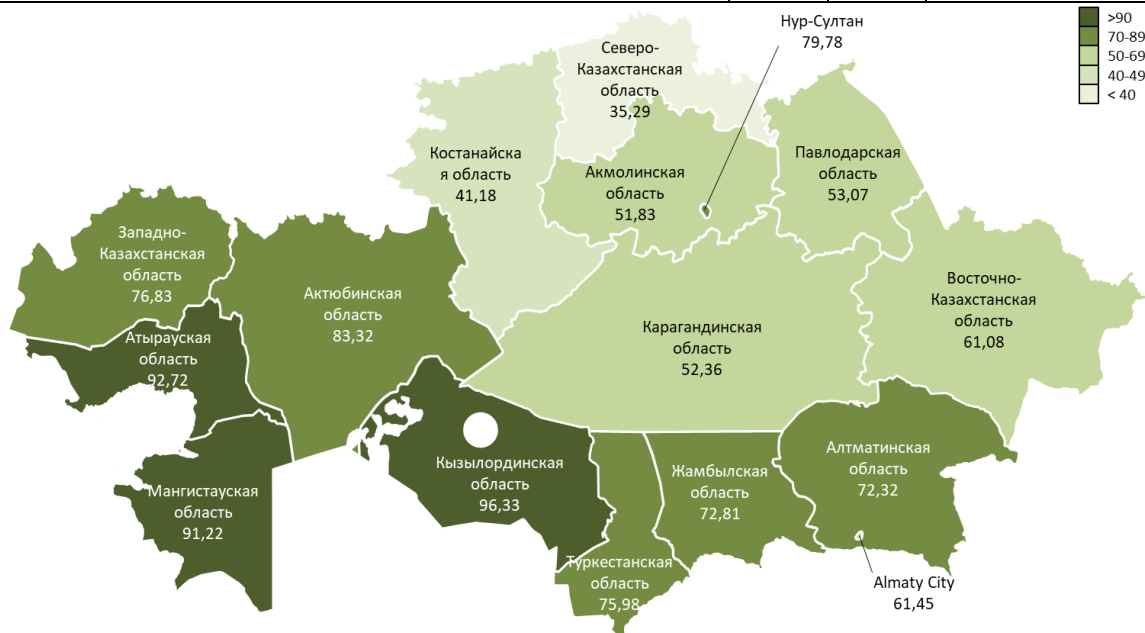 Нур-Султан
79,78
>90
70-89
50-69
40-49
< 40
Северо-
Казахстанская
область
35,29
Костанайска
я область
41,18
Акмолинская
область
51,83
Павлодарская
область
53,07
Западно-
Казахстанская
область
76,83
Актюбинская
область
83,32
Восточно-
Казахстанская
область
61,08
Атырауская
область
92,72
Карагандинская
область
52,36
Мангистауская
область
91,22
Кызылординская
область
96,33
Жамбылская
область
72,81
Алтматинская
область
72,32
Туркестанская
область
75,98
Almaty City
61,45